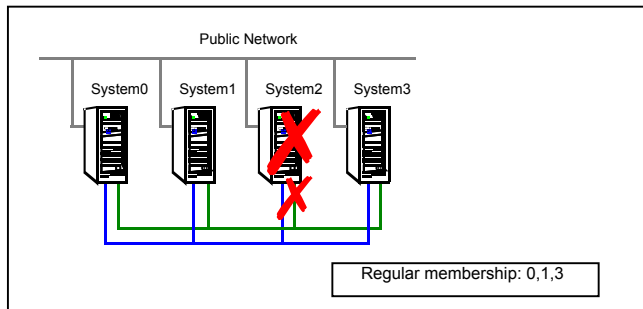 Public Network
System0 System1 System2 System3
Regular membership: 0,1,3